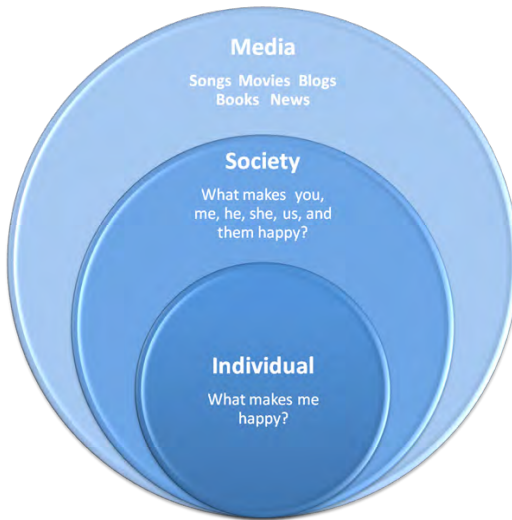 Media
Songs Movies Blogs
Books News
Society
What makes you,
me, he, she, us, and
them happy?
Individual
What makes me
happy?